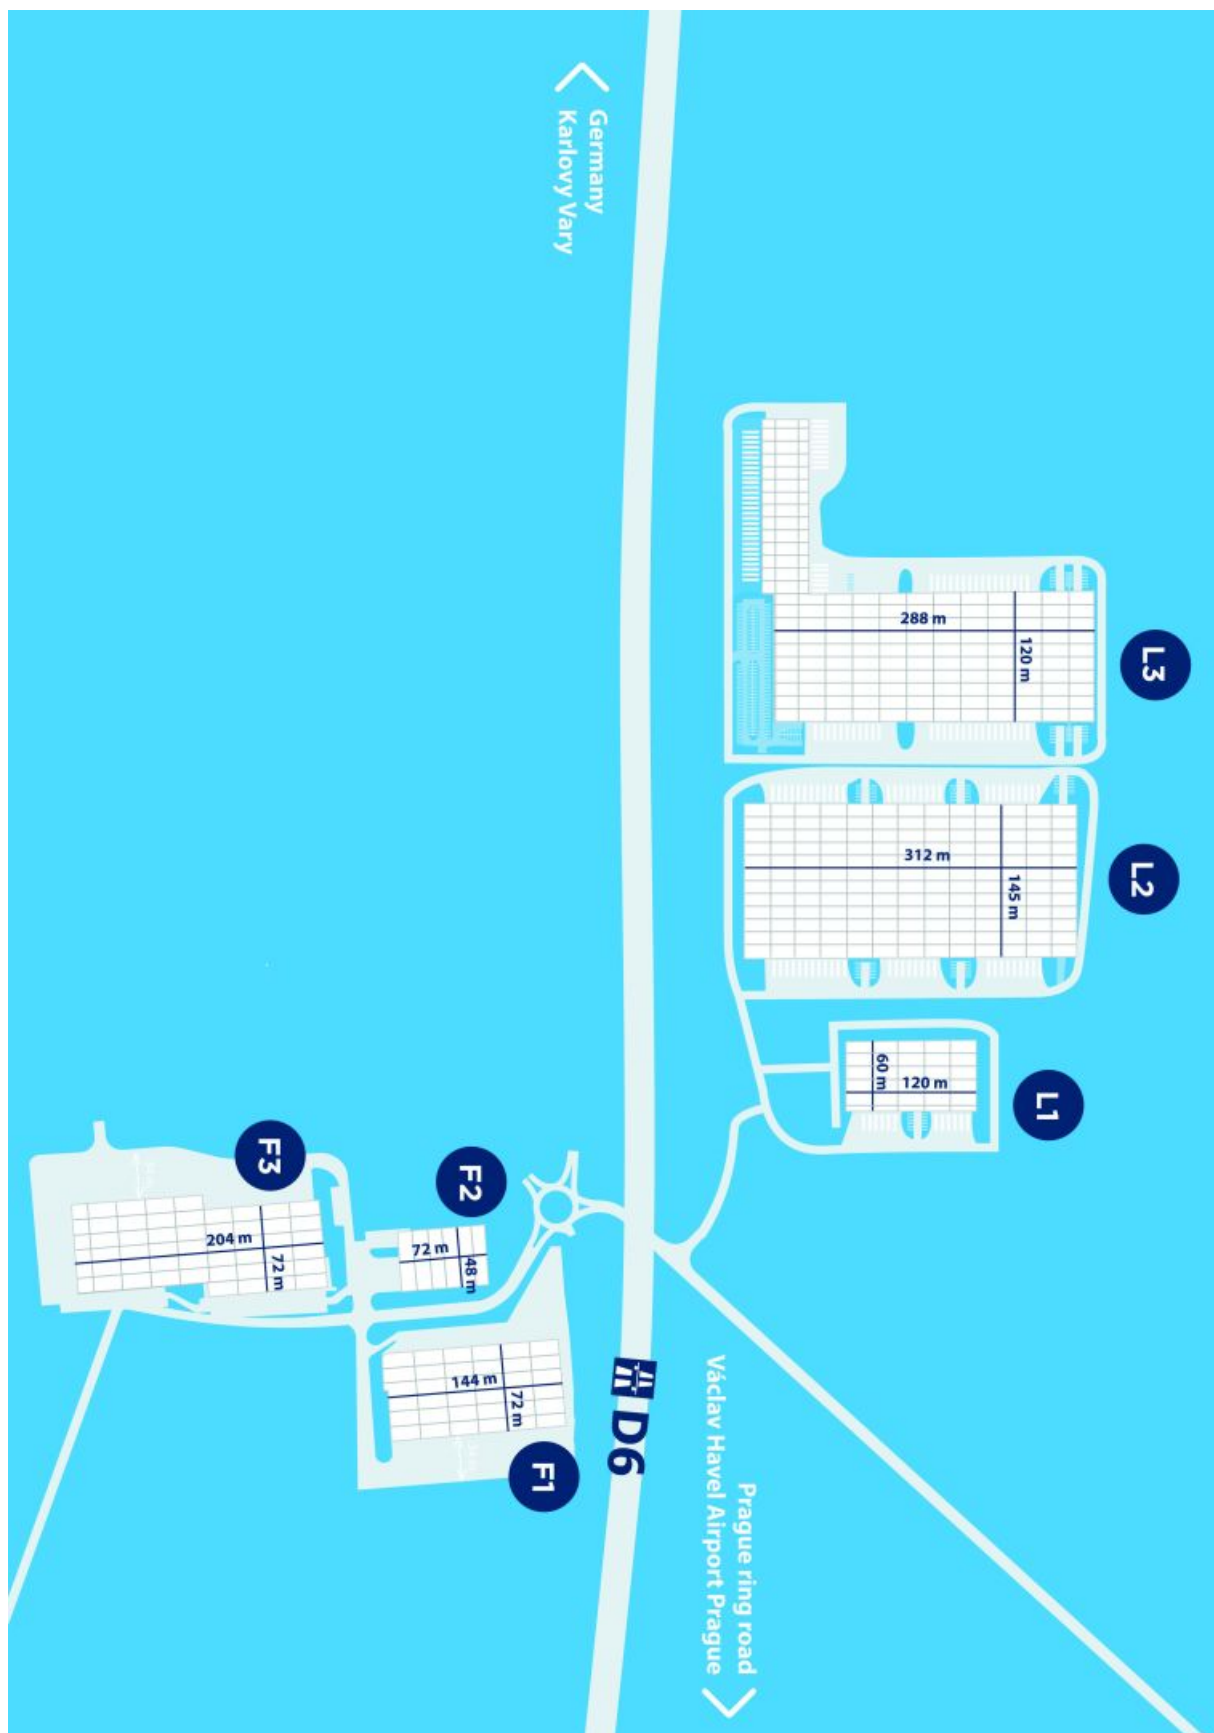 Germany
Karlovy Vary
L3
288 m
120 m
L2
312 m
145 m
L1
60 m
120 m
F3
204 m
72 m
F2
72 m
48 m
F1
144 m
72 m
D6
Prague ring road
Václav Havel Airport Prague